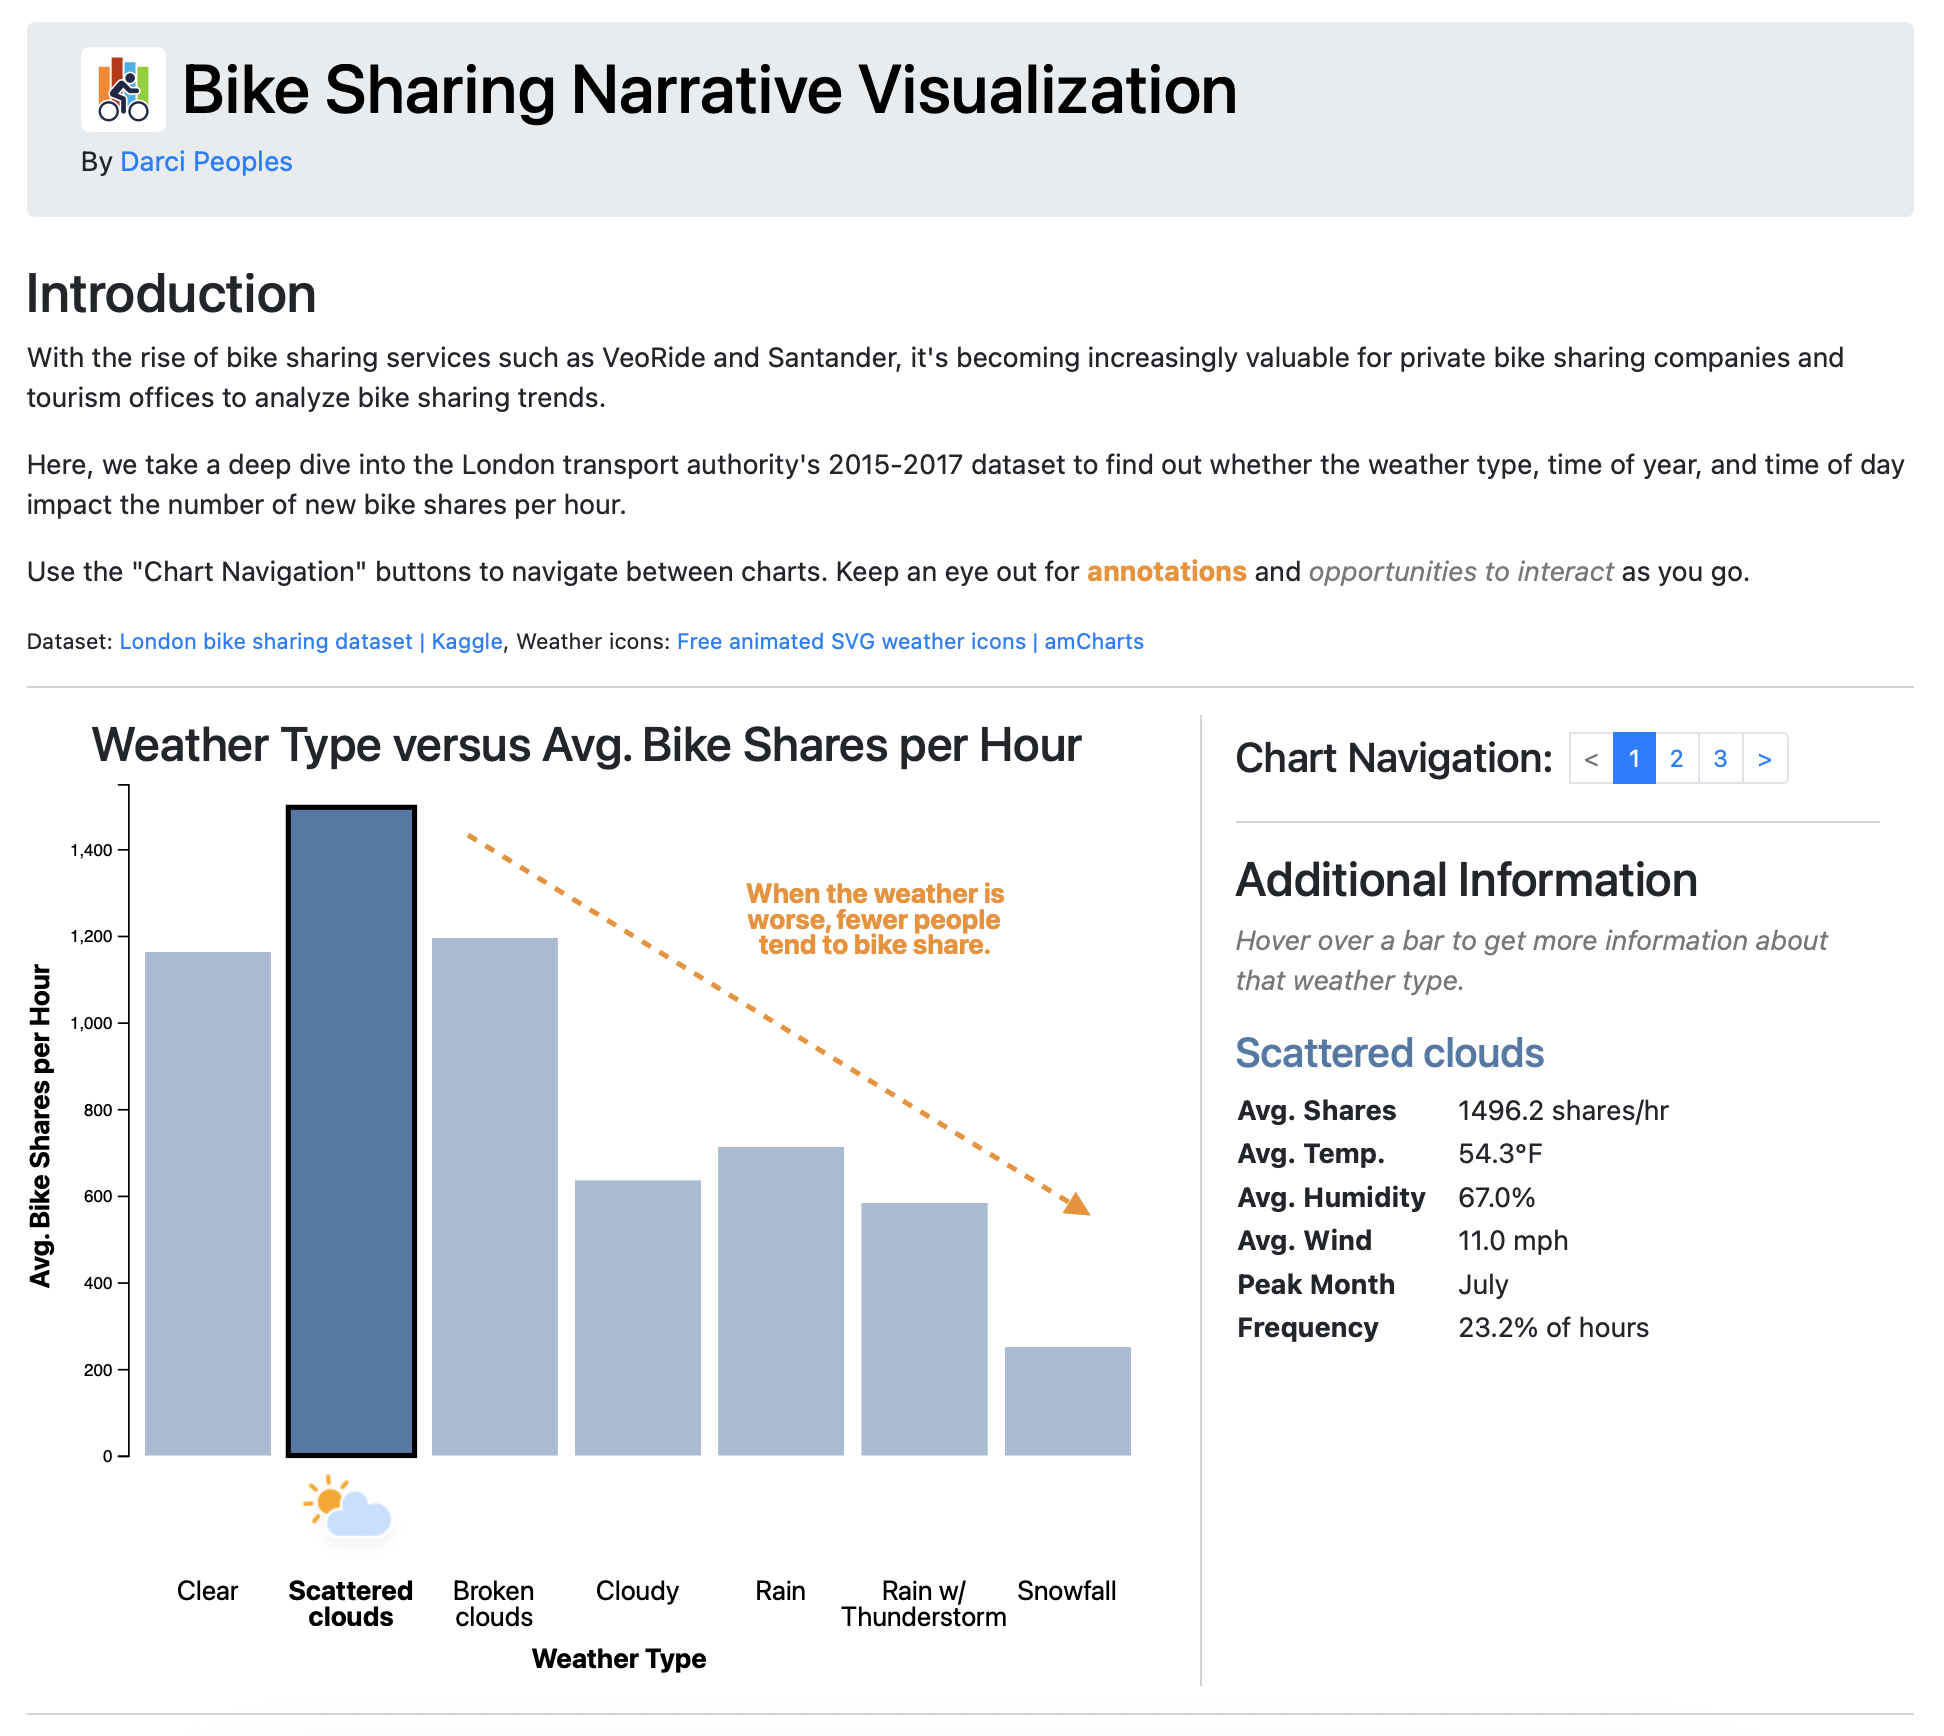 Bike Sharing Narrative Visualization
By Darci Peoples
Introduction
With the rise of bike sharing services such as VeoRide and Santander, it's becoming increasingly valuable for private bike sharing companies and
tourism offices to analyze bike sharing trends.
Here, we take a deep dive into the London transport authority's 2015-2017 dataset to find out whether the weather type, time of year, and time of day
impact the number of new bike shares per hour.
Use the "Chart Navigation" buttons to navigate between charts. Keep an eye out for annotations and opportunities to interact as you go.
Dataset: London bike sharing dataset | Kaggle, Weather icons: Free animated SVG weather icons | amCharts
Weather Type versus Avg. Bike Shares per Hour
1,400
1,200
1,000
800
600
400
200
0
Avg. Bike Shares per Hour
When the weather is
worse, fewer people
tend to bike share.
Clear
Scattered
clouds
Broken
clouds
Cloudy
Rain
Rain w/
Thunderstorm
Snowfall
Weather Type
Chart Navigation: < 1 2 3 >
Additional Information
Hover over a bar to get more information about
that weather type.
Scattered clouds
Avg. Shares 1496.2 shares/hr
Avg. Temp. 54.3°F
Avg. Humidity 67.0%
Avg. Wind 11.0 mph
Peak Month July
Frequency 23.2% of hours